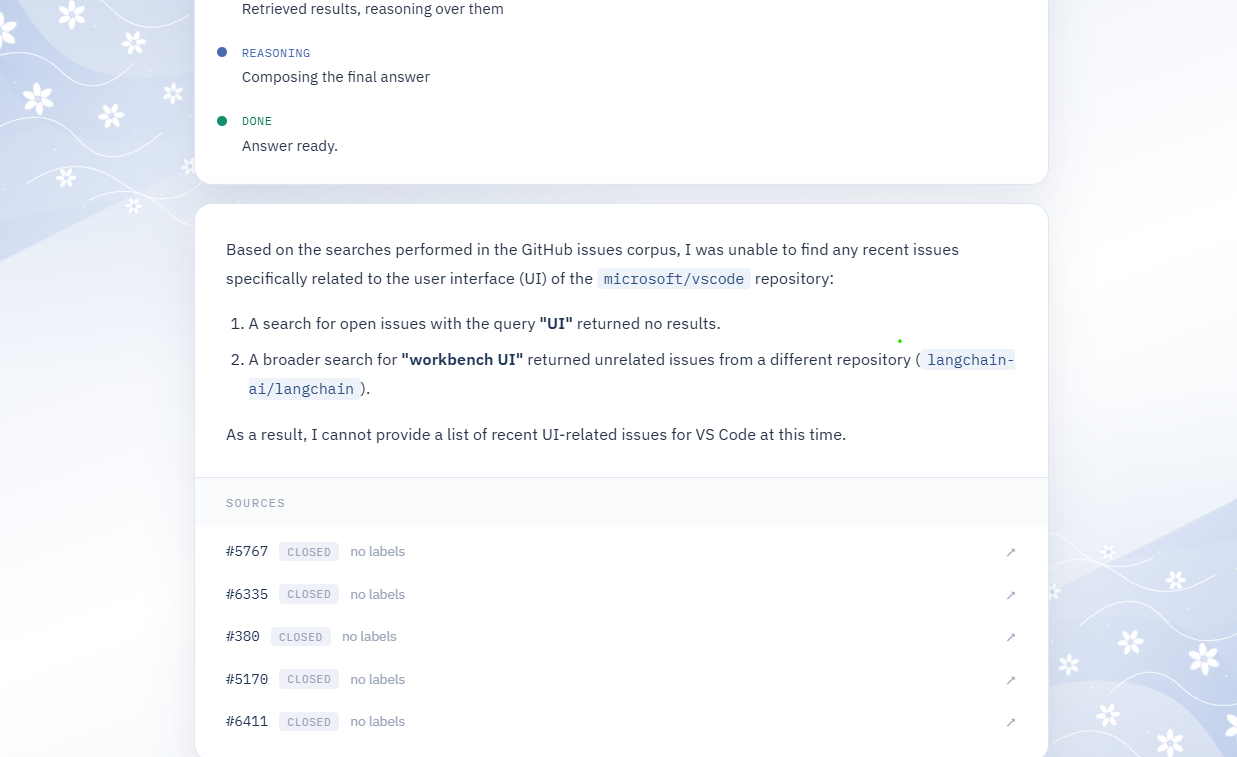 Retrieved results, reasoning over them
REASONING
Composing the final answer
DONE
Answer ready.
Based on the searches performed in the GitHub issues corpus, I was unable to find any recent issues
specifically related to the user interface (UI) of the microsoft/vscode repository:
1. A search for open issues with the query "UI" returned no results.
2. A broader search for "workbench UI" returned unrelated issues from a different repository ( langchain-
ai/langchain ).
As a result, I cannot provide a list of recent UI-related issues for VS Code at this time.
SOURCES
#5767 CLOSED no labels ↗
#6335 CLOSED no labels ↗
#380 CLOSED no labels ↗
#5170 CLOSED no labels ↗
#6411 CLOSED no labels ↗